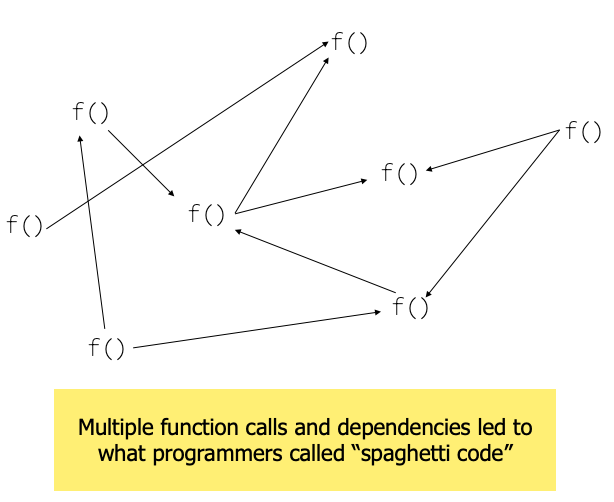 f()
f()
f()
f()
f()
f()
f()
f()
Multiple function calls and dependencies led to
what programmers called “spaghetti code”